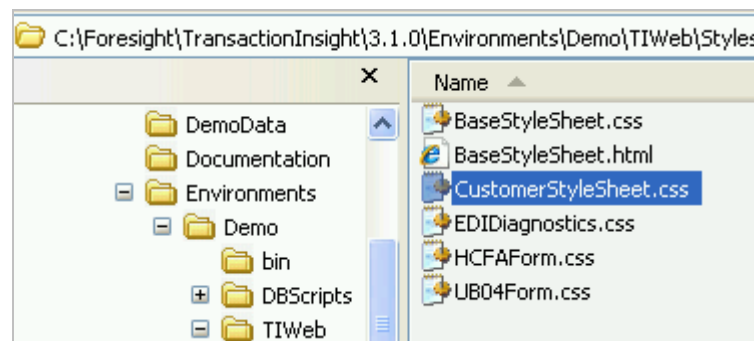 C:\Foresight\TransactionInsight\3.1.0\Environments\Demo\TIWeb\Styles
DemoData
Documentation
Environments
Demo
bin
DBScripts
TIWeb
Name
BaseStyleSheet.css
BaseStyleSheet.html
CustomerStyleSheet.css
EDIDiagnostics.css
HCFAForm.css
UB04Form.css